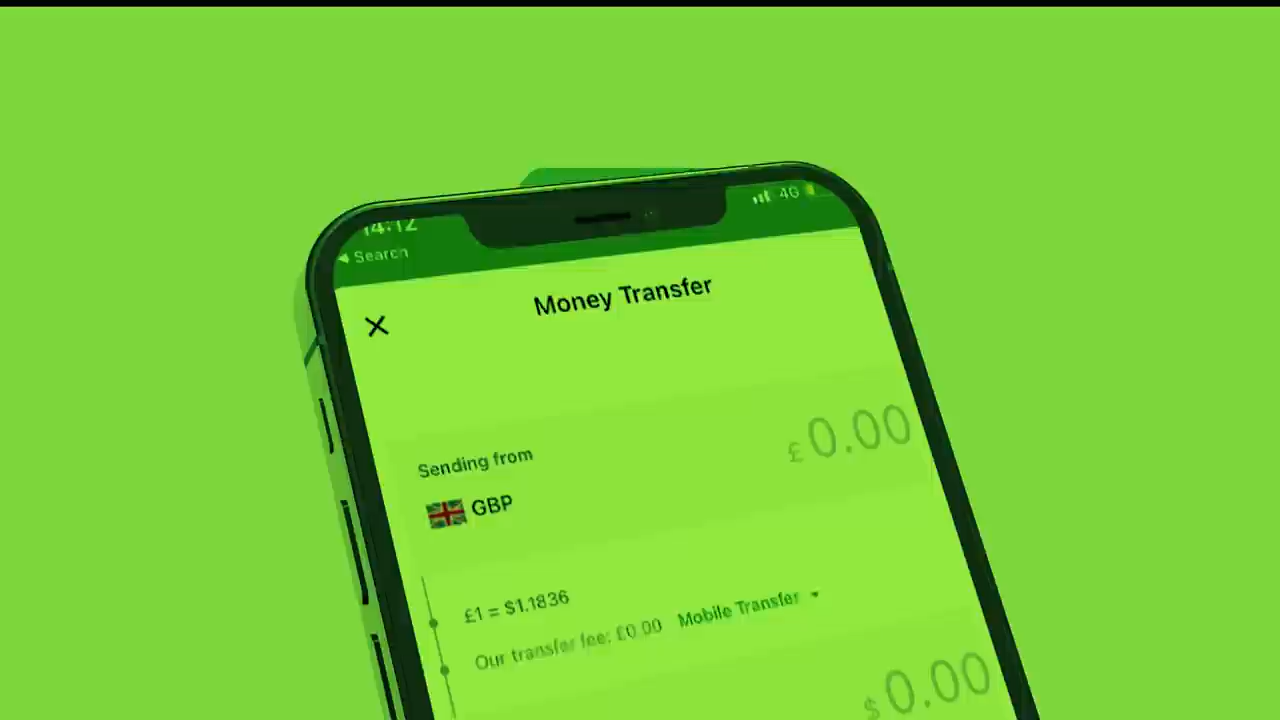 14:12
4G
Search
Money Transfer
Sending from
£0.00
GBP
£1 = $1.1836
Our transfer fee: £0.00 Mobile Transfer
$0.00